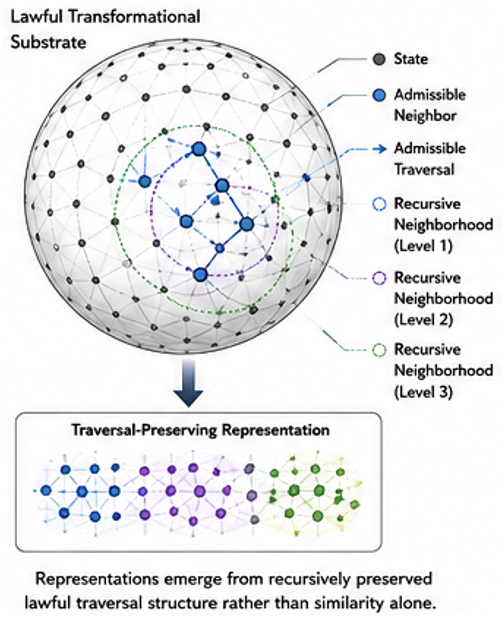 Lawful Transformational
Substrate
State
Admissible
Neighbor
Admissible
Traversal
Recursive
Neighborhood
(Level 1)
Recursive
Neighborhood
(Level 2)
Recursive
Neighborhood
(Level 3)
Traversal-Preserving Representation
Representations emerge from recursively preserved
lawful traversal structure rather than similarity alone.